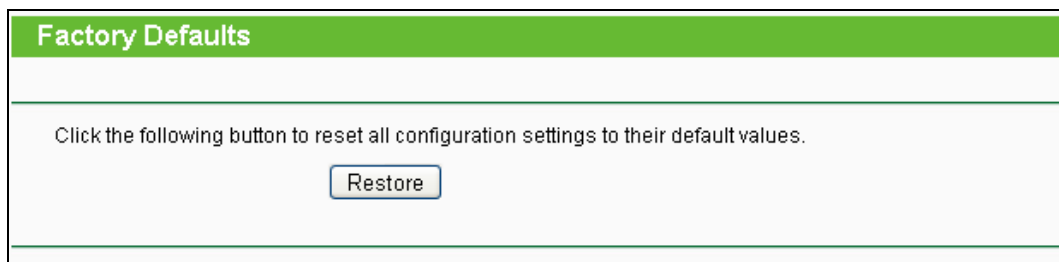 Factory Defaults
Click the following button to reset all configuration settings to their default values.
Restore